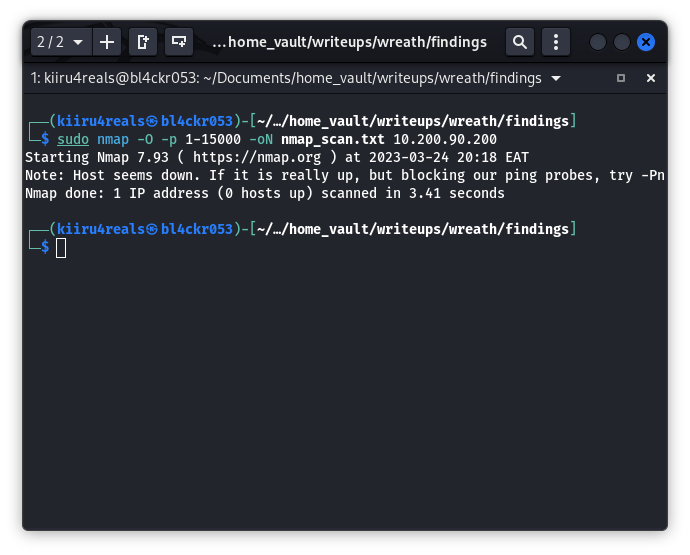 2 / 2
…home_vault/writeups/wreath/findings
1: kiiru4reals@bl4ckr053: ~/Documents/home_vault/writeups/wreath/findings
┌──(kiiru4reals㉿bl4ckr053)-[~/…/home_vault/writeups/wreath/findings]
└─$ sudo nmap -O -p 1-15000 -oN nmap_scan.txt 10.200.90.200
Starting Nmap 7.93 ( https://nmap.org ) at 2023-03-24 20:18 EAT
Note: Host seems down. If it is really up, but blocking our ping probes, try -Pn
Nmap done: 1 IP address (0 hosts up) scanned in 3.41 seconds
┌──(kiiru4reals㉿bl4ckr053)-[~/…/home_vault/writeups/wreath/findings]
└─$